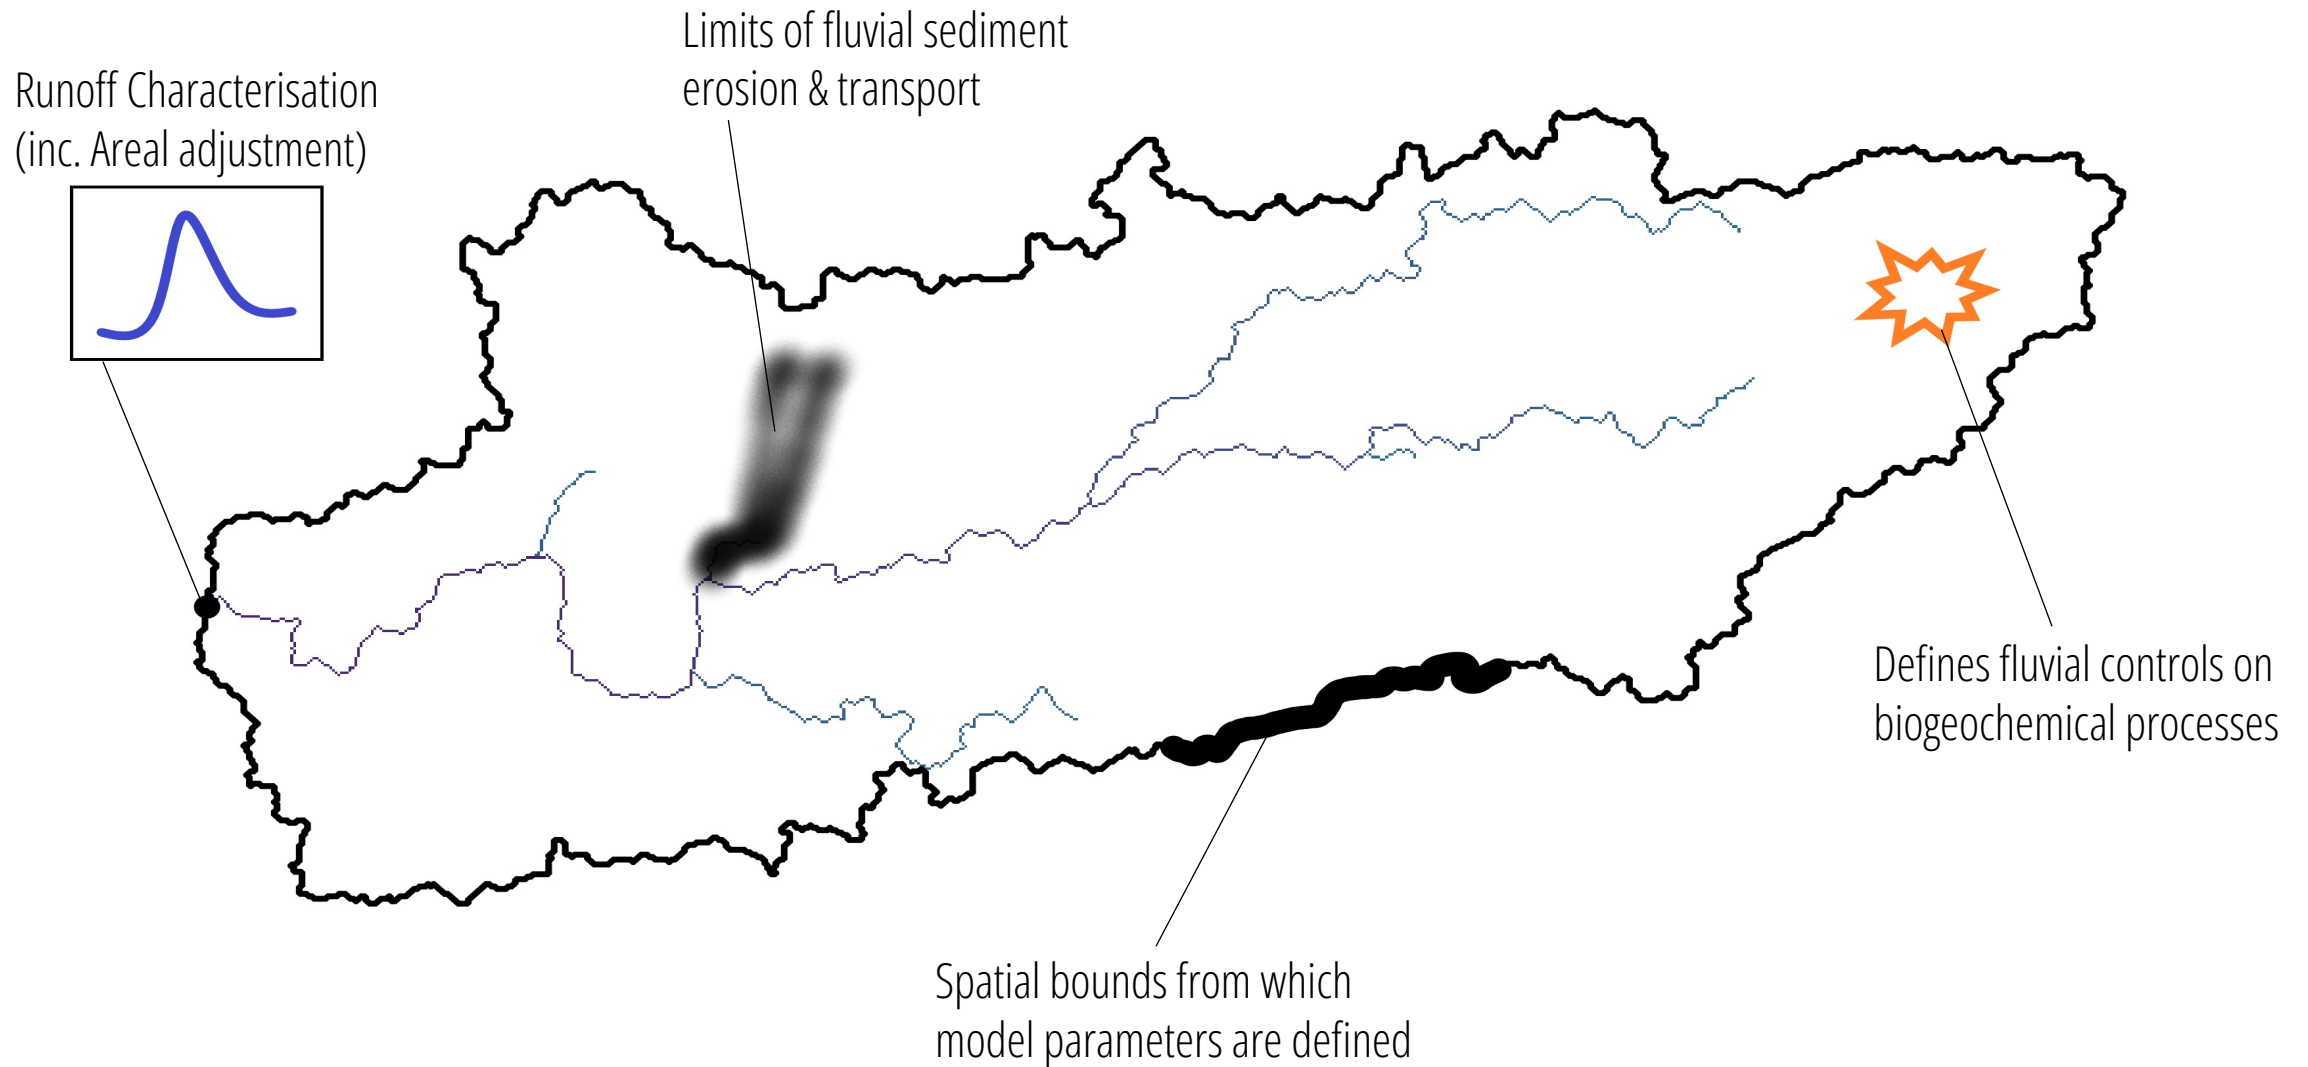 Limits of fluvial sediment
erosion & transport
Runoff Characterisation
(inc. Areal adjustment)
Defines fluvial controls on
biogeochemical processes
Spatial bounds from which
model parameters are defined